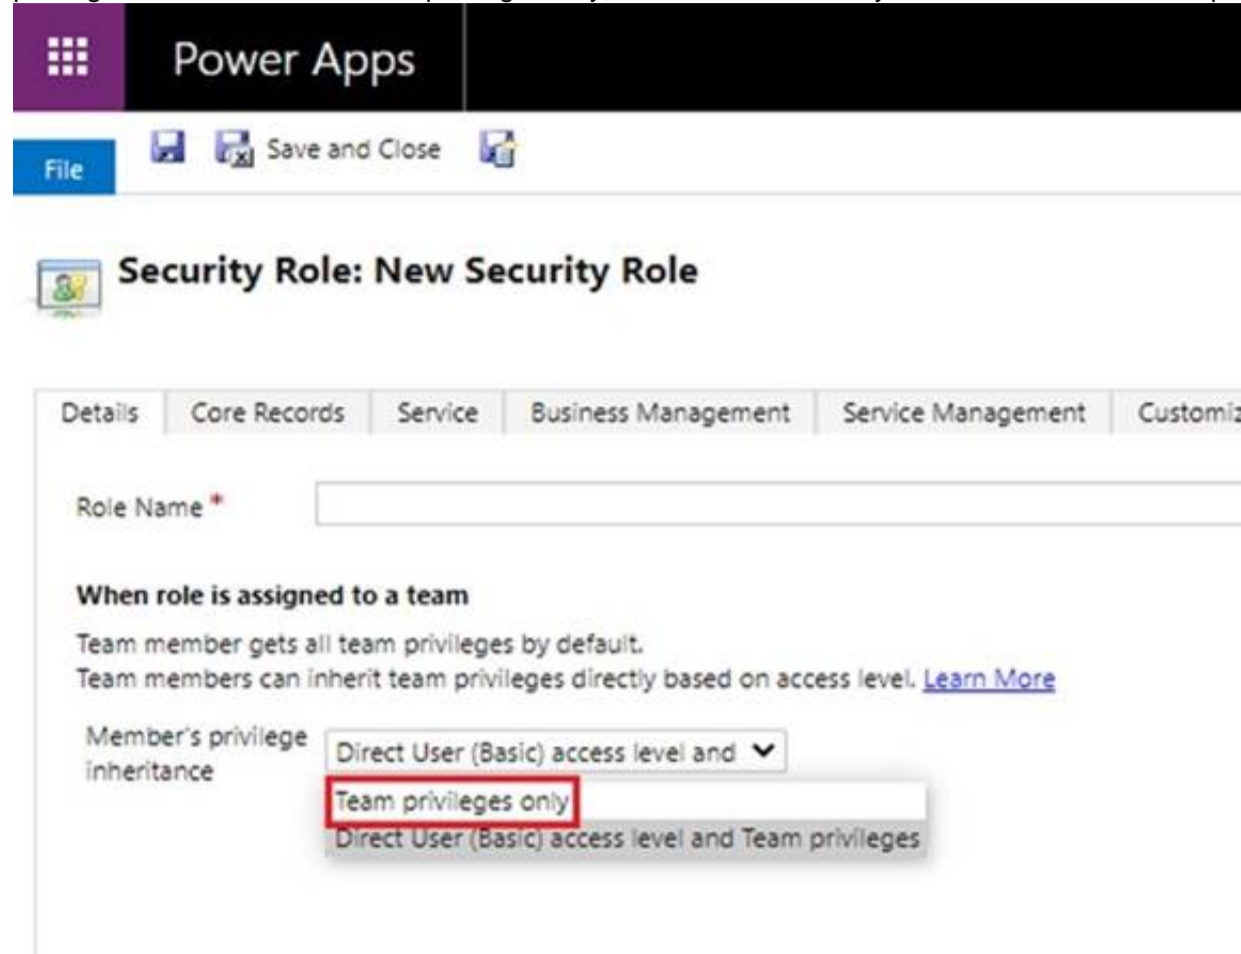 Power Apps
File
Save and Close
Security Role: New Security Role
Details Core Records Service Business Management Service Management Customiz
Role Name *
When role is assigned to a team
Team member gets all team privileges by default.
Team members can inherit team privileges directly based on access level. Learn More
Member's privilege
inheritance
Direct User (Basic) access level and
Team privileges only
Direct User (Basic) access level and Team privileges